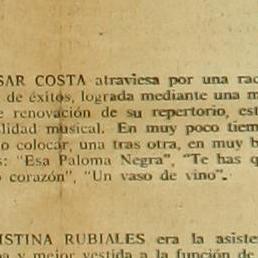 SAR COSTA atraviesa por una rac
de éxitos, lograda mediante una m
e renovación de su repertorio, est
lidad musical. En muy poco tiem
o colocar, una tras otra, en muy b
s: "Esa Paloma Negra", "Te has q
o corazón", "Un vaso de vino".
ISTINA RUBIALES era la asiste
a y mejor vestida a la función de